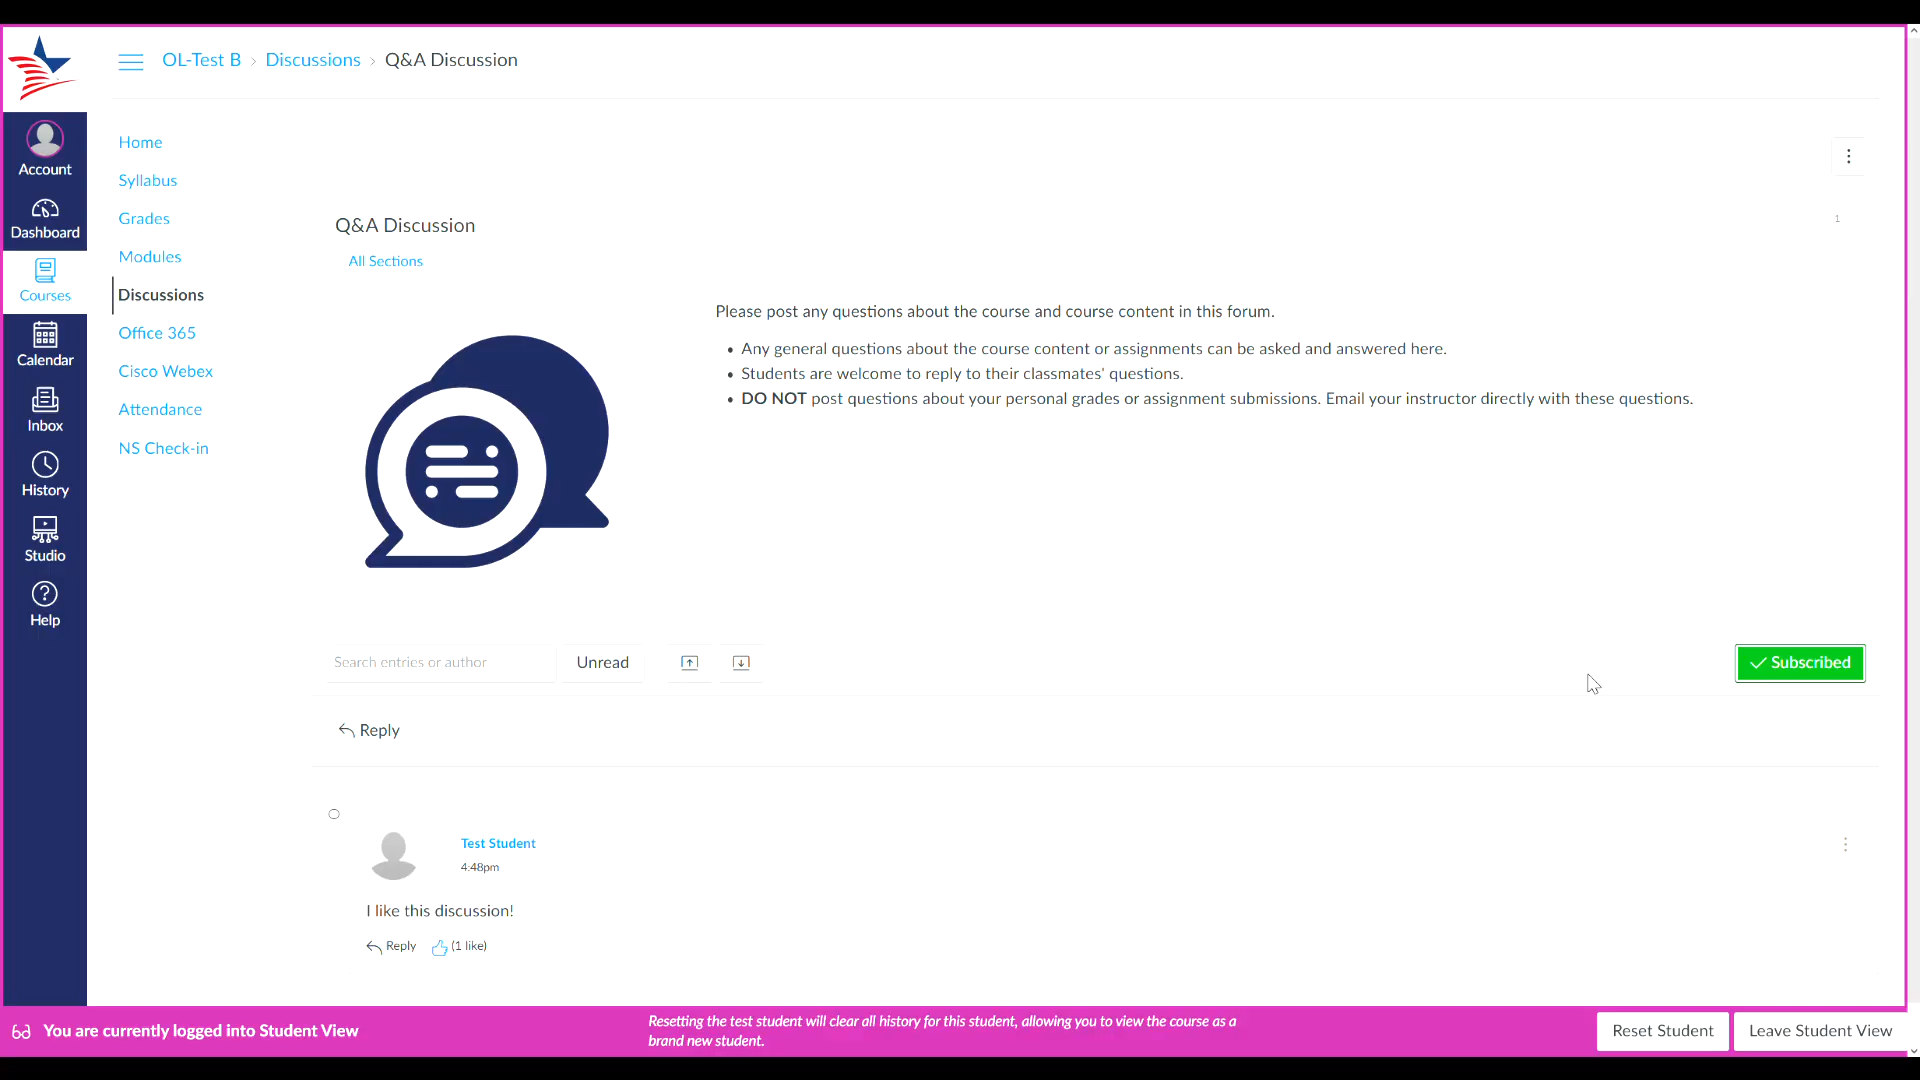 OL-Test B › Discussions › Q&A Discussion
Account
Dashboard
Courses
Calendar
Inbox
History
Studio
Help
Home
Syllabus
Grades
Modules
Discussions
Office 365
Cisco Webex
Attendance
NS Check-in
1
Q&A Discussion
All Sections
Please post any questions about the course and course content in this forum.
• Any general questions about the course content or assignments can be asked and answered here.
• Students are welcome to reply to their classmates' questions.
• DO NOT post questions about your personal grades or assignment submissions. Email your instructor directly with these questions.
Search entries or author
Unread
Subscribed
Reply
Test Student
4:48pm
I like this discussion!
Reply (1 like)
You are currently logged into Student View
Resetting the test student will clear all history for this student, allowing you to view the course as a
brand new student.
Reset Student
Leave Student View